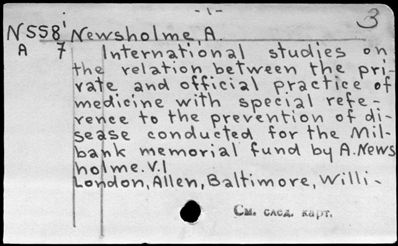 -1-
3
N558 Newsholme, A.
A 7 International studies on
the relation between the pri-
vate and official practice of
medicine with special refe-
rence to the prevention of di-
sease conducted for the Mil-
bank memorial fund by A. News
holme. V.1
London, Allen, Baltimore, Willi-
См. след. карт.